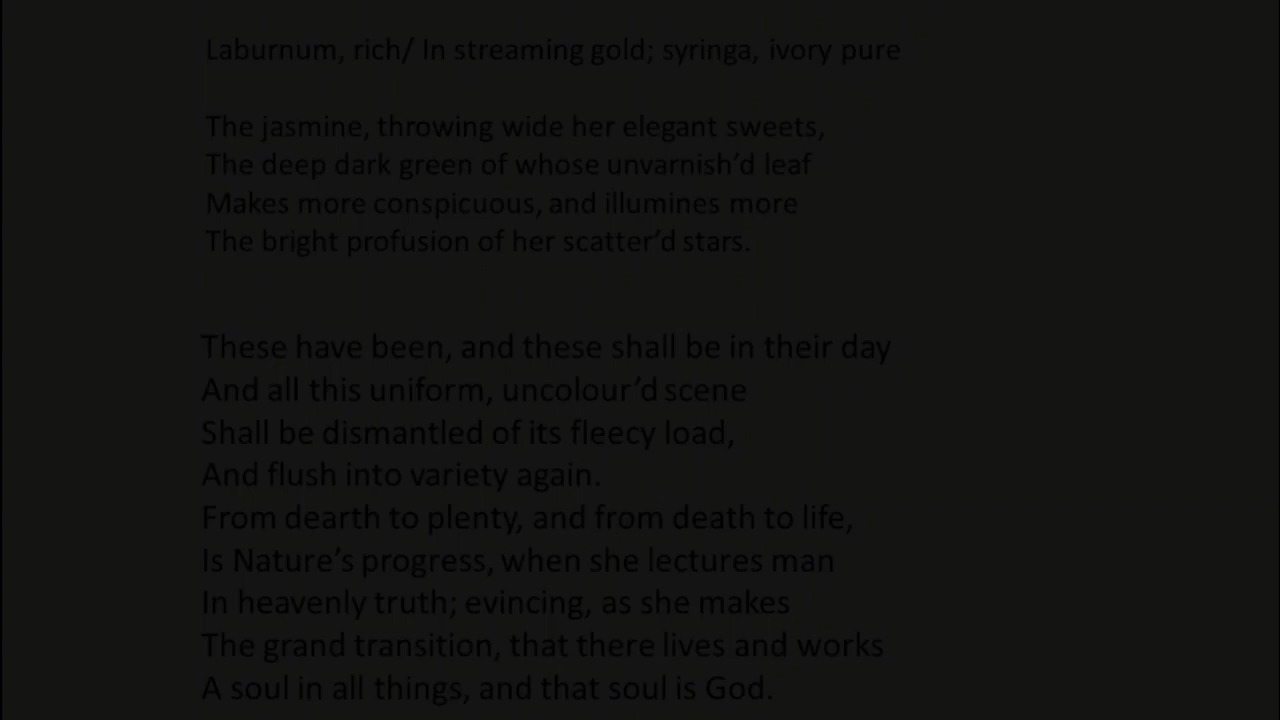 Laburnum, rich/ In streaming gold; syringa, ivory pure
The jasmine, throwing wide her elegant sweets,
The deep dark green of whose unvarnish’d leaf
Makes more conspicuous, and illumines more
The bright profusion of her scatter’d stars.
These have been, and these shall be in their day
And all this uniform, uncolour’d scene
Shall be dismantled of its fleecy load,
And flush into variety again.
From dearth to plenty, and from death to life,
Is Nature’s progress, when she lectures man
In heavenly truth; evincing, as she makes
The grand transition, that there lives and works
A soul in all things, and that soul is God.